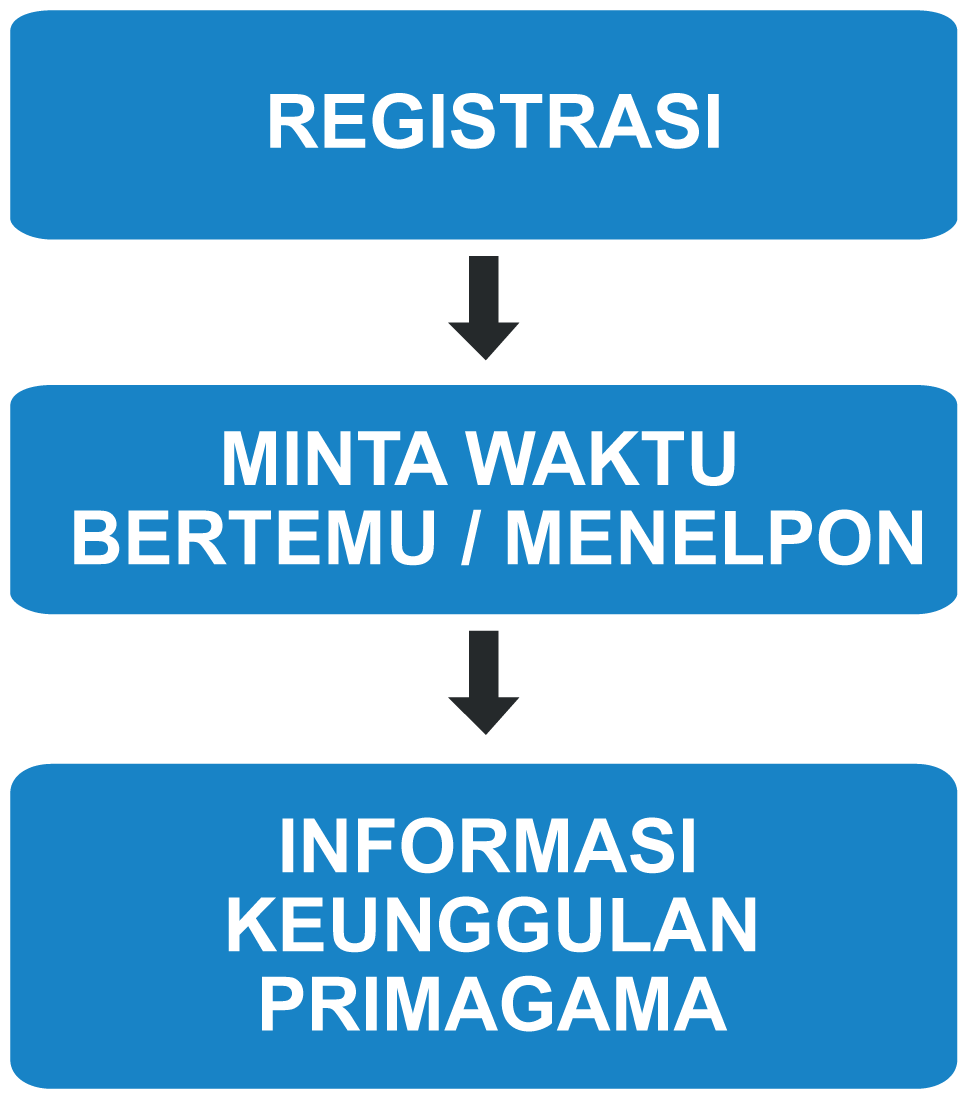 REGISTRASI
MINTA WAKTU
BERTEMU / MENELPON
INFORMASI
KEUNGGULAN
PRIMAGAMA